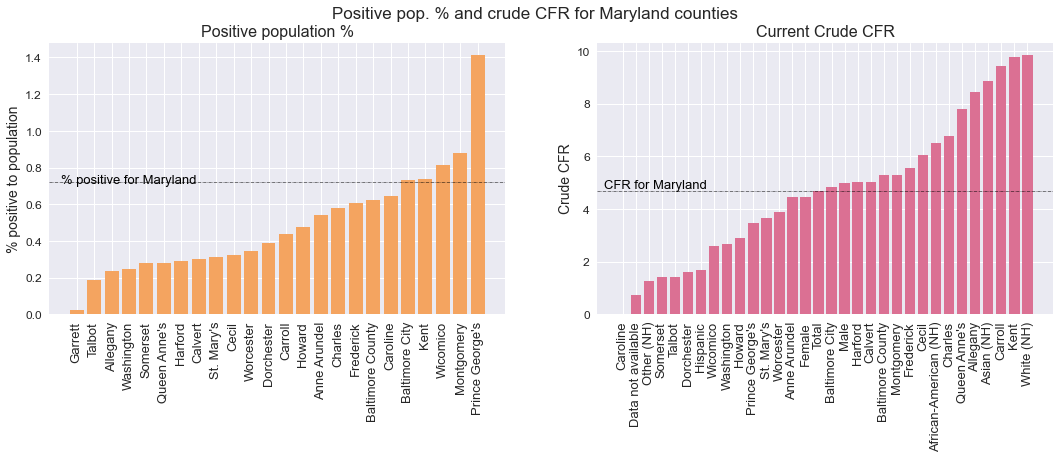 Positive pop. % and crude CFR for Maryland counties
Positive population %
% positive to population
1.4
1.2
1.0
0.8
0.6
0.4
0.2
0.0
% positive for Maryland
Garrett
Talbot
Allegany
Washington
Somerset
Queen Anne's
Harford
Calvert
St. Mary's
Cecil
Worcester
Dorchester
Carroll
Howard
Anne Arundel
Charles
Frederick
Baltimore County
Caroline
Baltimore City
Kent
Wicomico
Montgomery
Prince George's
Current Crude CFR
Crude CFR
10
8
6
4
2
0
CFR for Maryland
Caroline
Data not available
Other (NH)
Somerset
Talbot
Dorchester
Hispanic
Wicomico
Washington
Howard
Prince George's
St. Mary's
Worcester
Anne Arundel
Female
Total
Baltimore City
Male
Harford
Calvert
Baltimore County
Montgomery
Frederick
Cecil
African-American (NH)
Charles
Queen Anne's
Allegany
Asian (NH)
Carroll
Kent
White (NH)